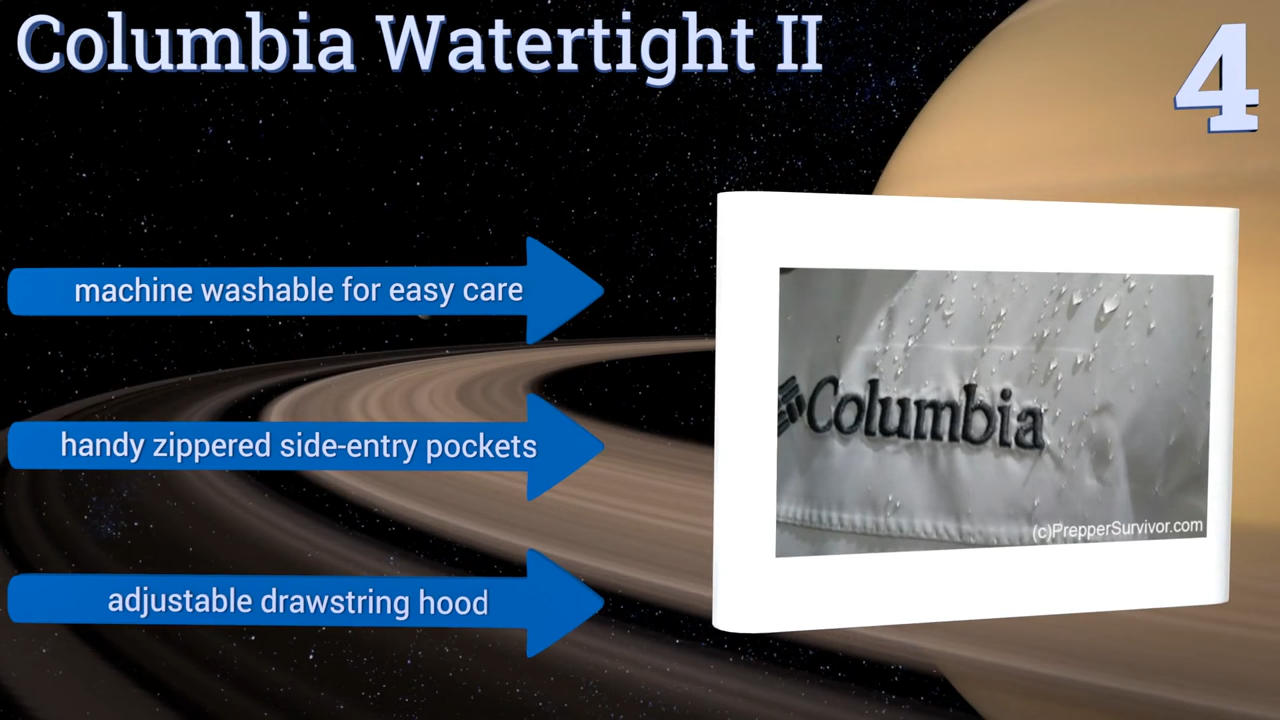 Columbia Watertight II
4
machine washable for easy care
handy zippered side-entry pockets
adjustable drawstring hood
Columbia
(c)PrepperSurvivor.com